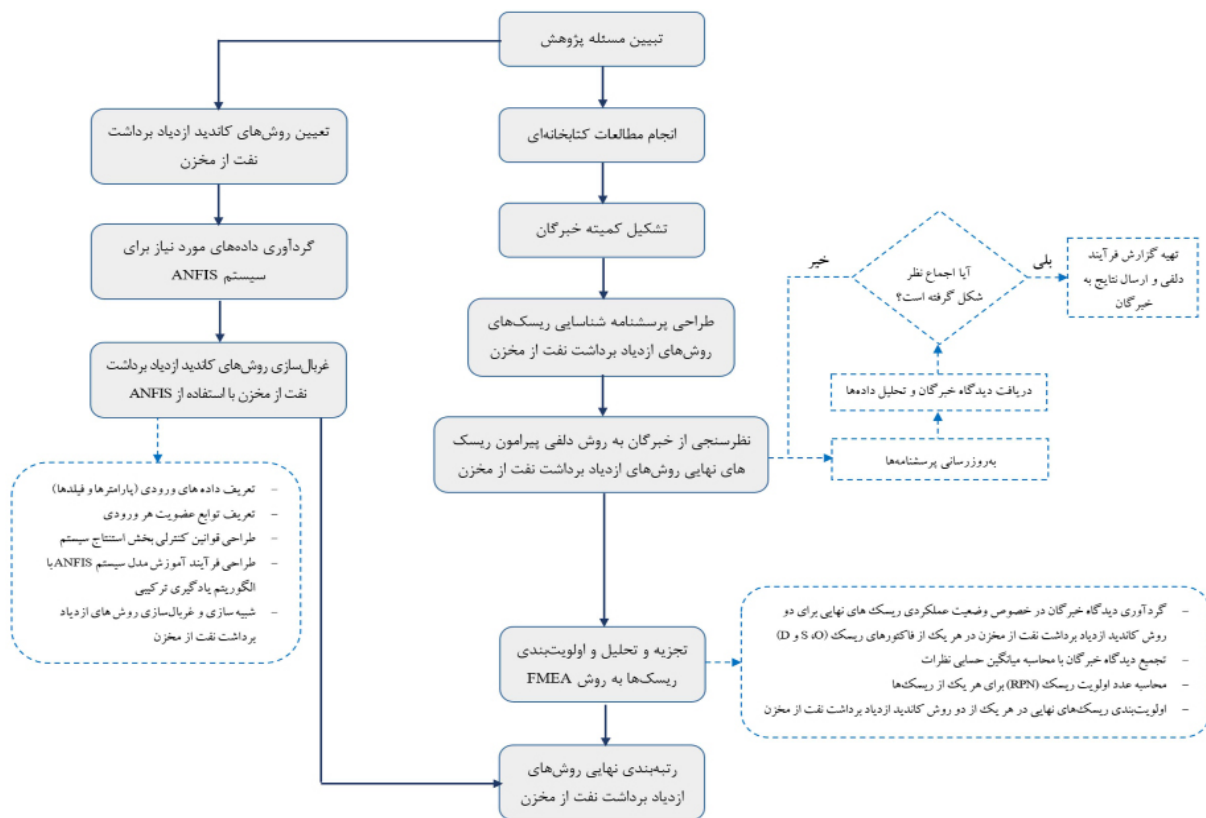 تبیین مسئله پژوهش
انجام مطالعات کتابخانه‌ای
تشکیل کمیته خبرگان
طراحی پرسشنامه شناسایی ریسک‌های
روش‌های ازدیاد برداشت نفت از مخزن
نظرسنجی از خبرگان به روش دلفی پیرامون ریسک
های نهایی روش‌های ازدیاد برداشت نفت از مخزن
به‌روزرسانی پرسشنامه‌ها
دریافت دیدگاه خبرگان و تحلیل داده‌ها
آیا اجماع نظر
شکل گرفته است؟
خیر
بلی
تهیه گزارش فرآیند
دلفی و ارسال نتایج به
خبرگان
تجزیه و تحلیل و اولویت‌بندی
ریسک‌ها به روش FMEA
- گردآوری دیدگاه خبرگان در خصوص وضعیت عملکردی ریسک های نهایی برای دو
روش کاندید ازدیاد برداشت نفت از مخزن در هر یک از فاکتورهای ریسک (S ،O و D)
- تجمیع دیدگاه خبرگان با محاسبه میانگین حسابی نظرات
- محاسبه عدد اولویت ریسک (RPN) برای هر یک از ریسک‌ها
- اولویت‌بندی ریسک‌های نهایی در هر یک از دو روش کاندید ازدیاد برداشت نفت از مخزن
تعیین روش‌های کاندید ازدیاد برداشت
نفت از مخزن
گردآوری داده‌های مورد نیاز برای
سیستم ANFIS
غربال‌سازی روش‌های کاندید ازدیاد برداشت
نفت از مخزن با استفاده از ANFIS
- تعریف داده های ورودی (پارامترها و فیلدها)
- تعریف توابع عضویت هر ورودی
- طراحی قوانین کنترلی بخش استنتاج سیستم
- طراحی فرآیند آموزش مدل سیستم ANFIS با
الگوریتم یادگیری ترکیبی
- شبیه سازی و غربال‌سازی روش های ازدیاد
برداشت نفت از مخزن
رتبه‌بندی نهایی روش‌های
ازدیاد برداشت نفت از مخزن